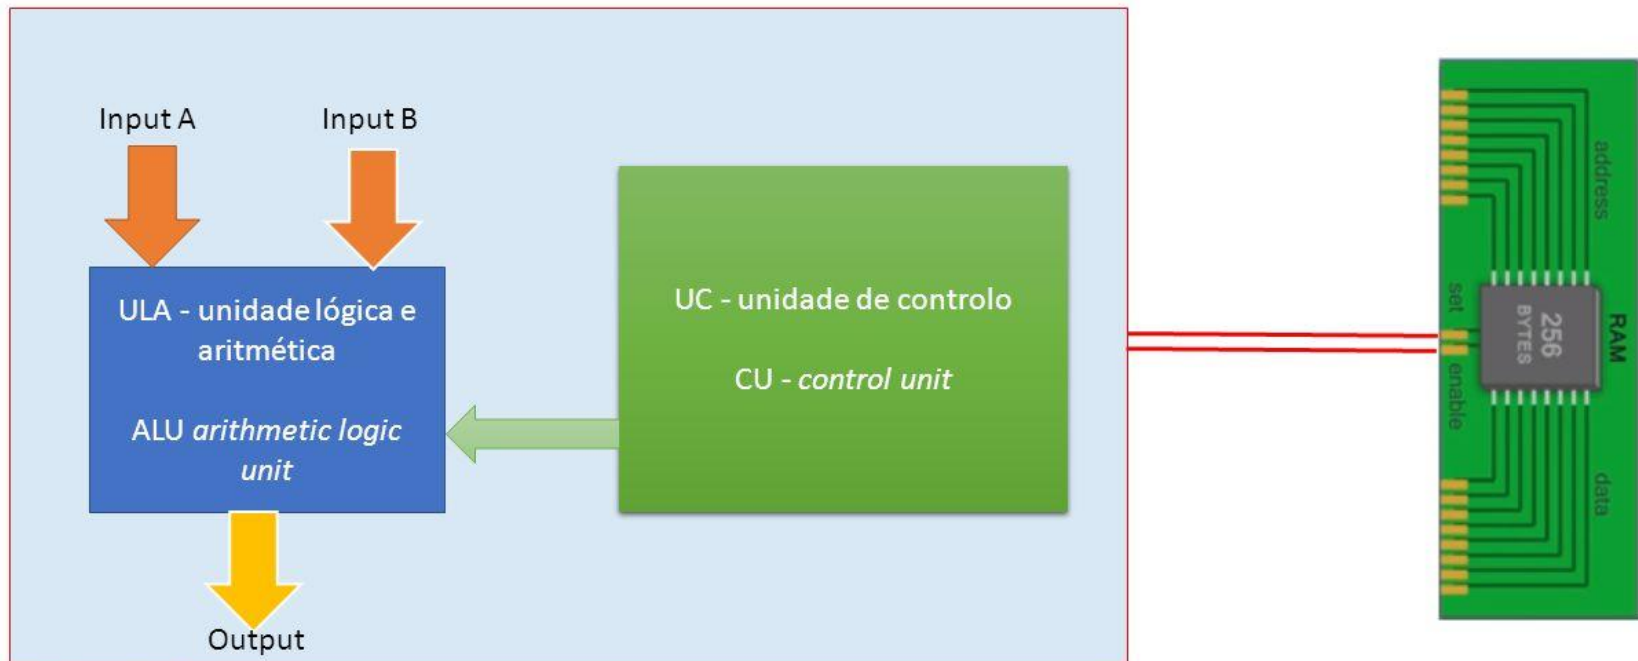 Input A
Input B
ULA - unidade lógica e
aritmética
ALU arithmetic logic
unit
Output
UC - unidade de controlo
CU - control unit
address
set
enable
data
256
BYTES
RAM